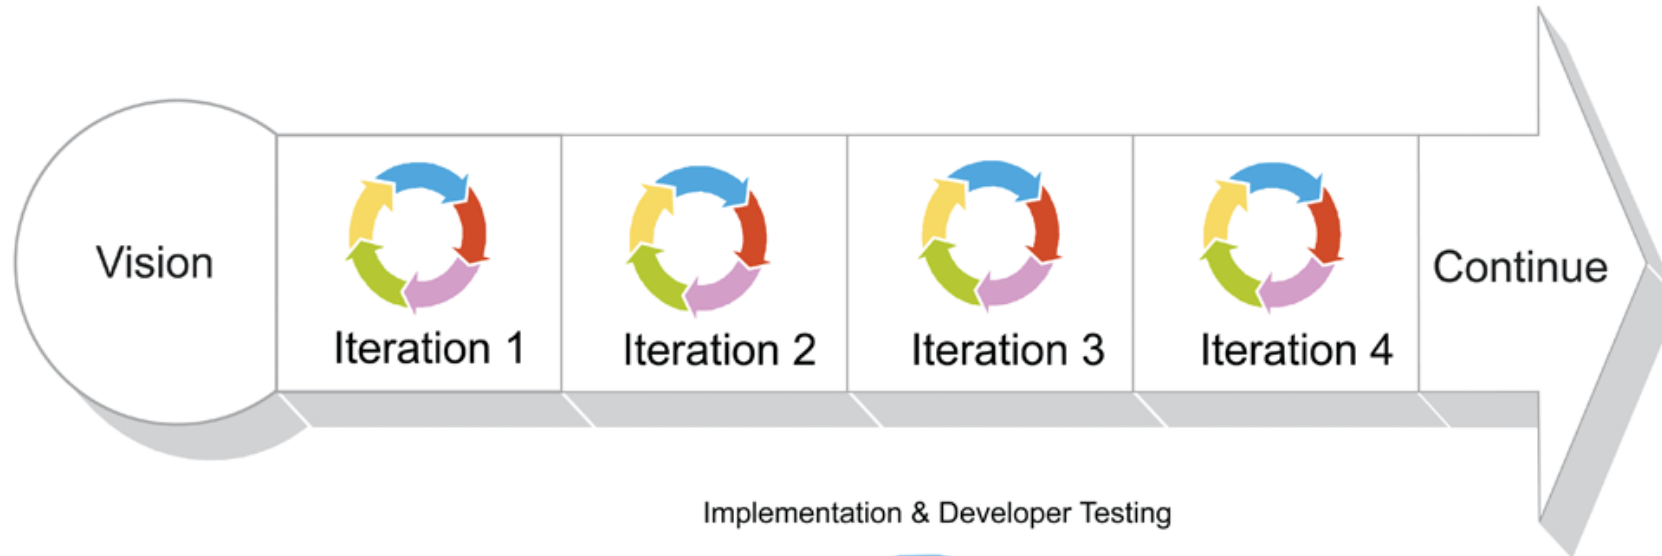 Vision
Iteration 1
Iteration 2
Iteration 3
Iteration 4
Continue
Implementation & Developer Testing